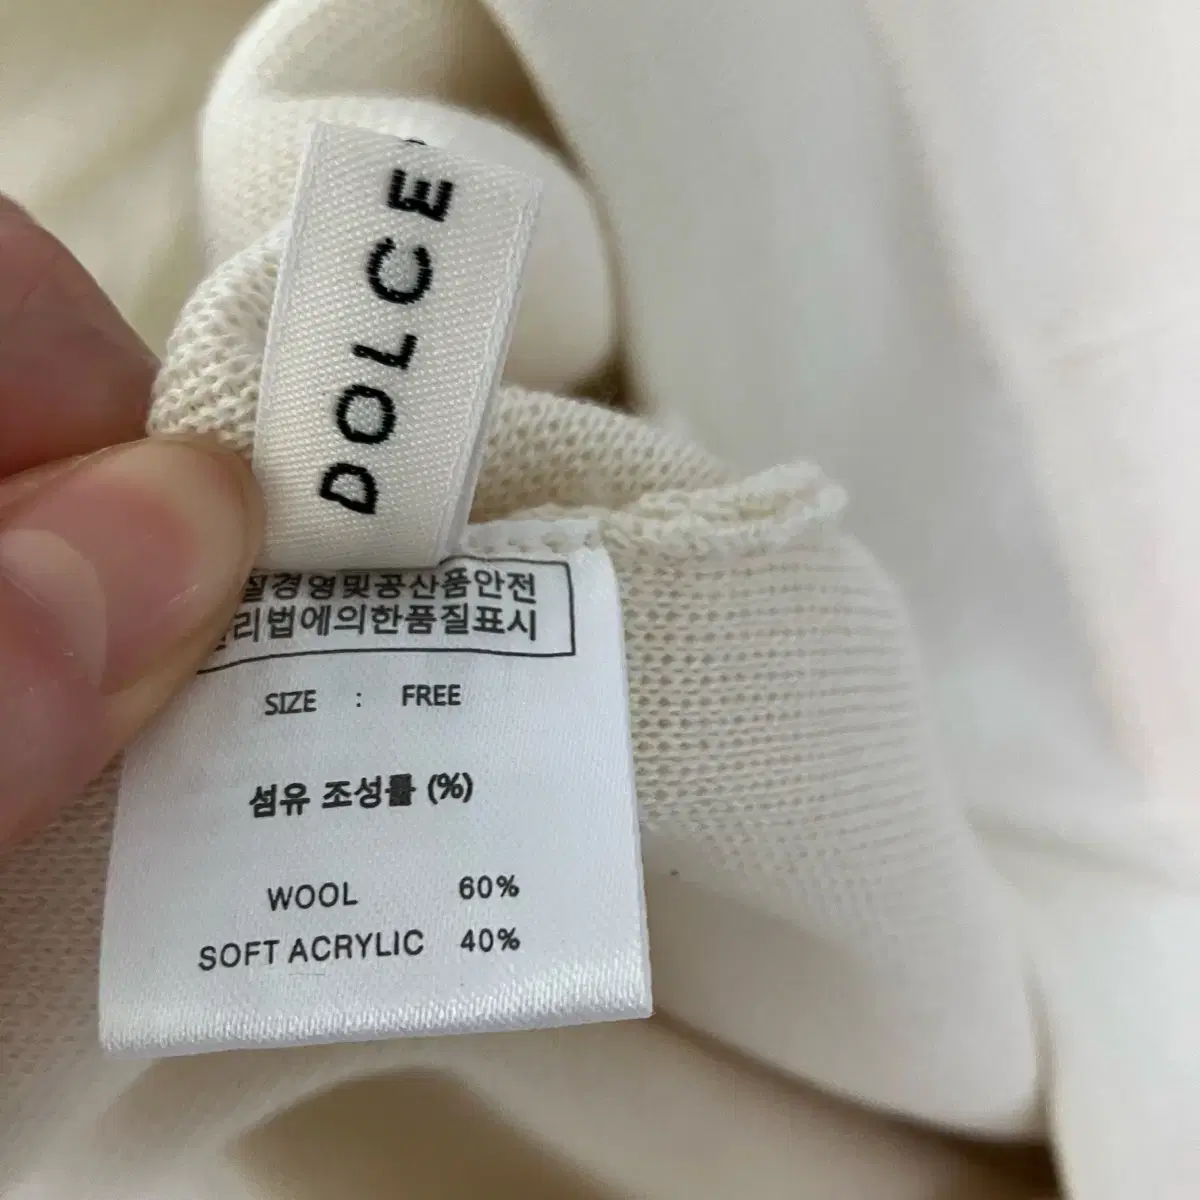 DOLCE
질경영및공산품안전
리법에의한품질표시
SIZE : FREE
섬유 조성률 (%)
WOOL 60%
SOFT ACRYLIC 40%